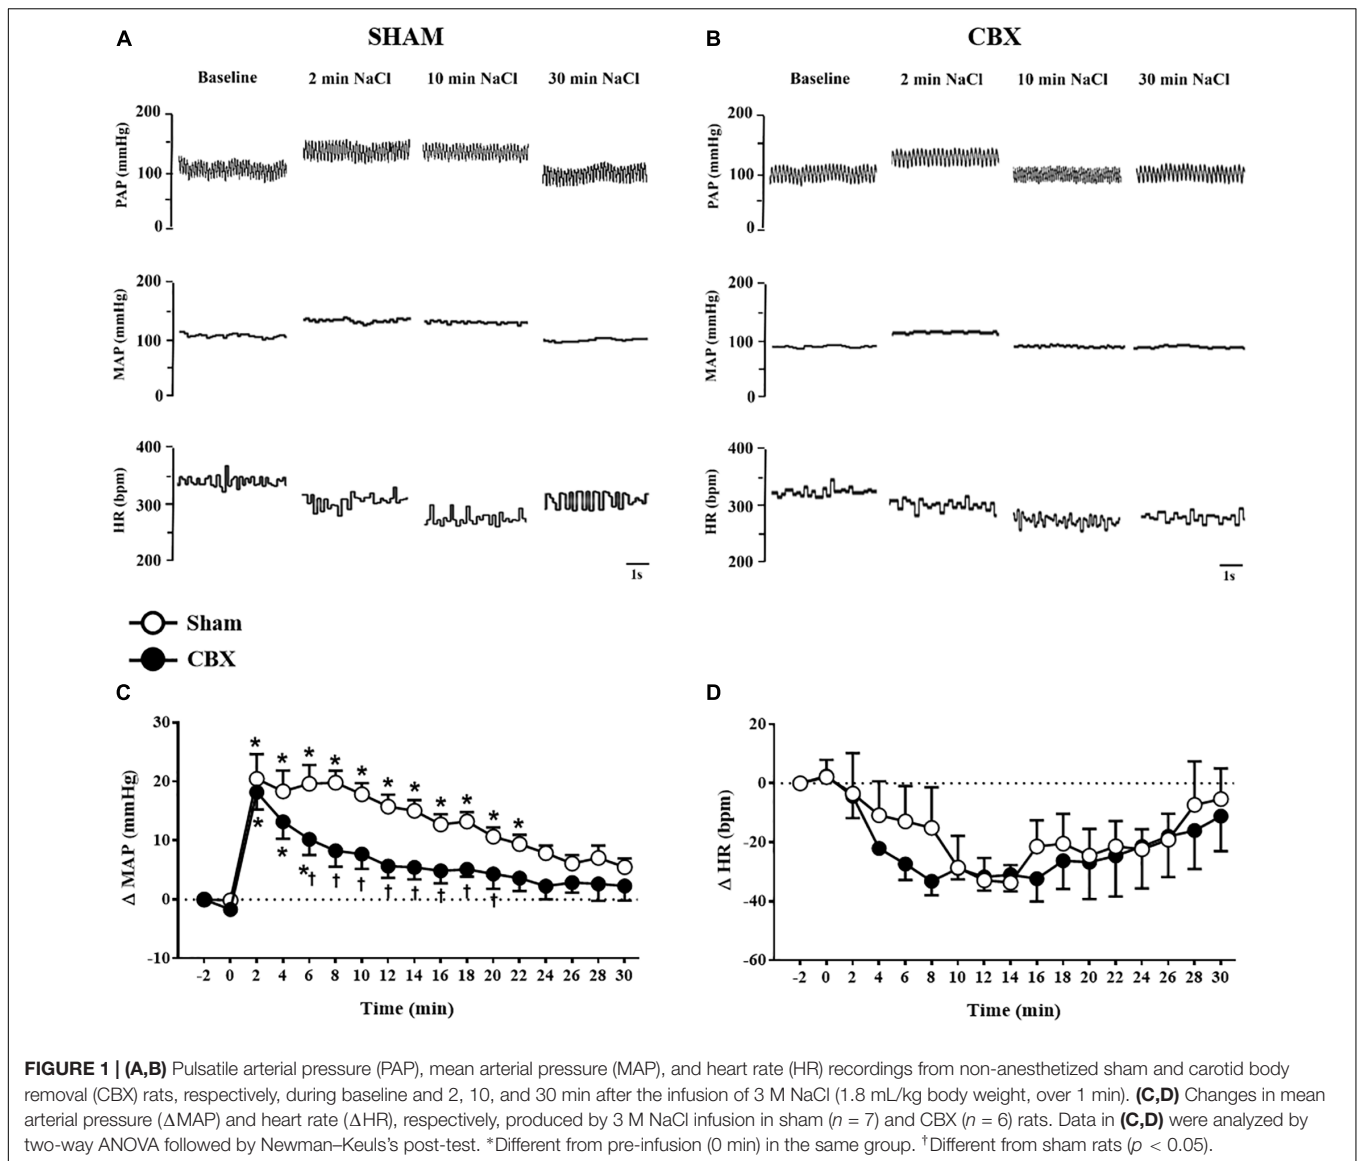 A SHAM
Baseline 2 min NaCl 10 min NaCl 30 min NaCl
200
100
0
PAP (mmHg)
200
100
0
MAP (mmHg)
400
300
200
HR (bpm)
1s
B CBX
Baseline 2 min NaCl 10 min NaCl 30 min NaCl
200
100
0
PAP (mmHg)
200
100
0
MAP (mmHg)
400
300
200
HR (bpm)
1s
Sham
CBX
C
30
20
10
0
-10
Δ MAP (mmHg)
* * * * * * * * * * *
* * *† † † † † † † †
-2 0 2 4 6 8 10 12 14 16 18 20 22 24 26 28 30
Time (min)
D
20
0
-20
-40
-60
Δ HR (bpm)
-2 0 2 4 6 8 10 12 14 16 18 20 22 24 26 28 30
Time (min)
FIGURE 1 | (A,B) Pulsatile arterial pressure (PAP), mean arterial pressure (MAP), and heart rate (HR) recordings from non-anesthetized sham and carotid body
removal (CBX) rats, respectively, during baseline and 2, 10, and 30 min after the infusion of 3 M NaCl (1.8 mL/kg body weight, over 1 min). (C,D) Changes in mean
arterial pressure (ΔMAP) and heart rate (ΔHR), respectively, produced by 3 M NaCl infusion in sham (n = 7) and CBX (n = 6) rats. Data in (C,D) were analyzed by
two-way ANOVA followed by Newman–Keuls's post-test. *Different from pre-infusion (0 min) in the same group. †Different from sham rats (p < 0.05).